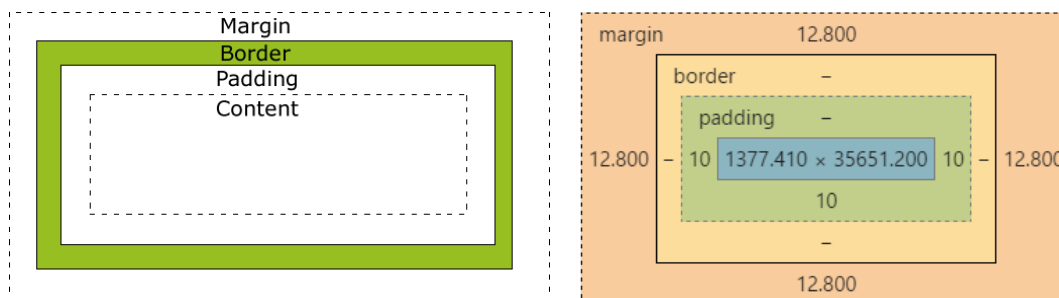 Margin
Border
Padding
Content
margin 12.800
border –
padding –
12.800 – 10 1377.410 × 35651.200 10 – 12.800
10
–
12.800